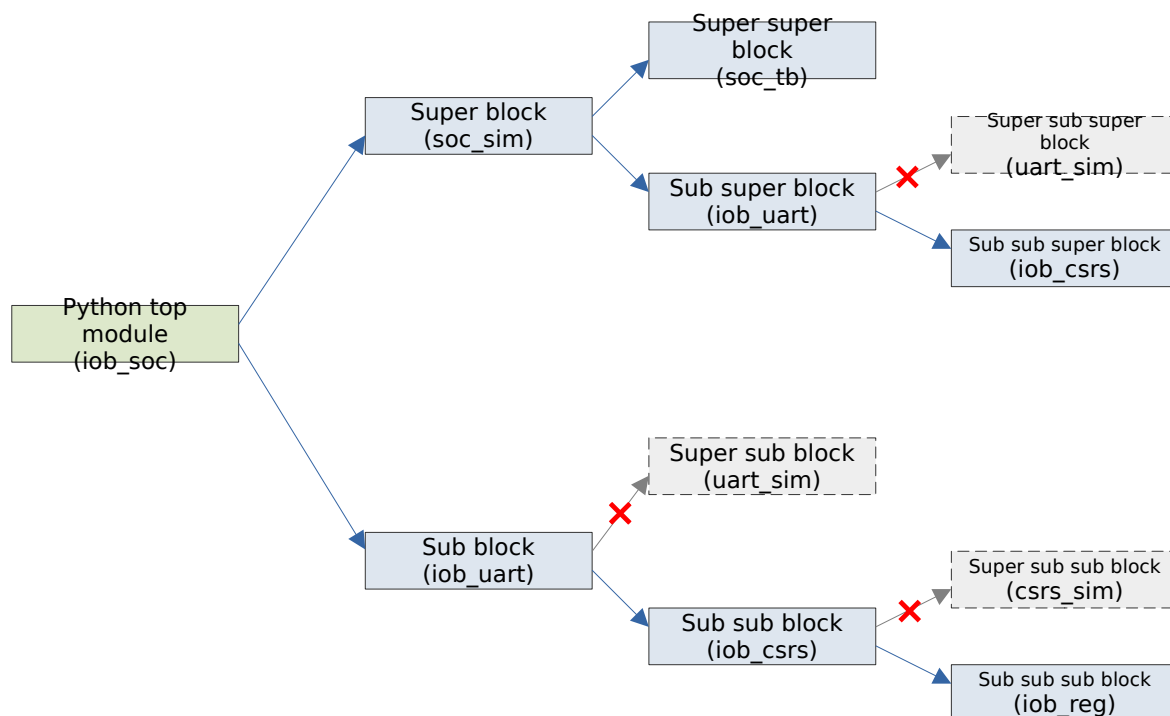 Super super
block
(soc_tb)
Super block
(soc_sim)
Super sub super
block
(uart_sim)
Sub super block
(iob_uart)
Sub sub super block
(iob_csrs)
Python top
module
(iob_soc)
Super sub block
(uart_sim)
Sub block
(iob_uart)
Super sub sub block
(csrs_sim)
Sub sub block
(iob_csrs)
Sub sub sub block
(iob_reg)